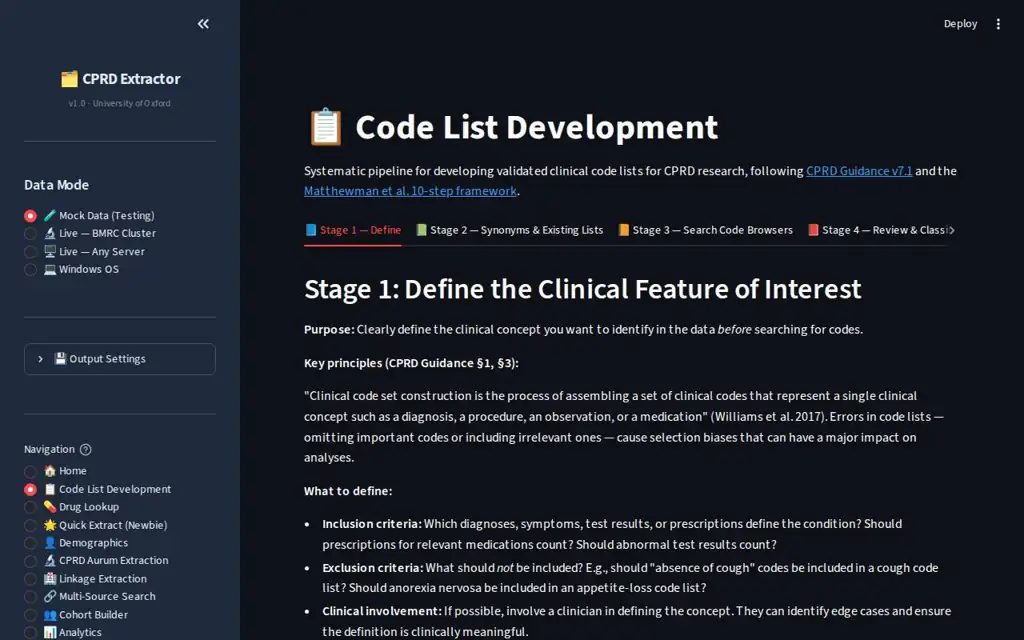 Deploy
CPRD Extractor
v1.0 · University of Oxford
Data Mode
Mock Data (Testing)
Live — BMRC Cluster
Live — Any Server
Windows OS
Output Settings
Navigation
Home
Code List Development
Drug Lookup
Quick Extract (Newbie)
Demographics
CPRD Aurum Extraction
Linkage Extraction
Multi-Source Search
Cohort Builder
Analytics
Code List Development
Systematic pipeline for developing validated clinical code lists for CPRD research, following CPRD Guidance v7.1 and the
Matthewman et al. 10-step framework.
Stage 1 — Define
Stage 2 — Synonyms & Existing Lists
Stage 3 — Search Code Browsers
Stage 4 — Review & Classi
Stage 1: Define the Clinical Feature of Interest
Purpose: Clearly define the clinical concept you want to identify in the data before searching for codes.
Key principles (CPRD Guidance §1, §3):
"Clinical code set construction is the process of assembling a set of clinical codes that represent a single clinical
concept such as a diagnosis, a procedure, an observation, or a medication" (Williams et al. 2017). Errors in code lists —
omitting important codes or including irrelevant ones — cause selection biases that can have a major impact on
analyses.
What to define:
• Inclusion criteria: Which diagnoses, symptoms, test results, or prescriptions define the condition? Should
prescriptions for relevant medications count? Should abnormal test results count?
• Exclusion criteria: What should not be included? E.g., should "absence of cough" codes be included in a cough code
list? Should anorexia nervosa be included in an appetite-loss code list?
• Clinical involvement: If possible, involve a clinician in defining the concept. They can identify edge cases and ensure
the definition is clinically meaningful.